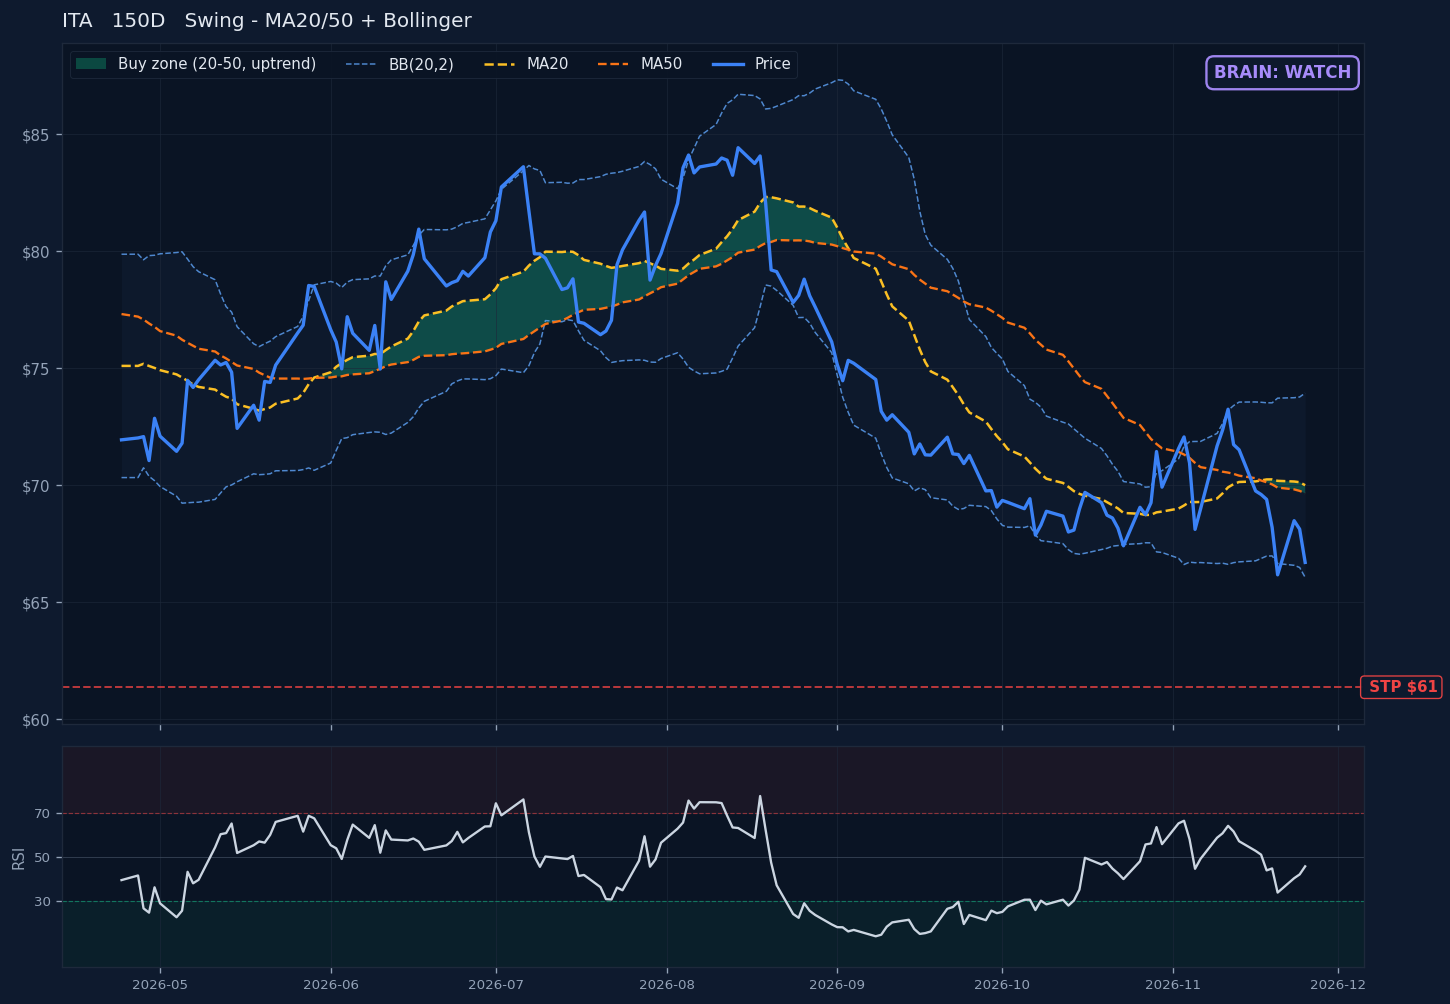 ITA   150D   Swing - MA20/50 + Bollinger
Buy zone (20-50, uptrend)   BB(20,2)   MA20   MA50   Price
BRAIN: WATCH
$85
$80
$75
$70
$65
$60
STP $61
70
50
30
RSI
2026-05   2026-06   2026-07   2026-08   2026-09   2026-10   2026-11   2026-12